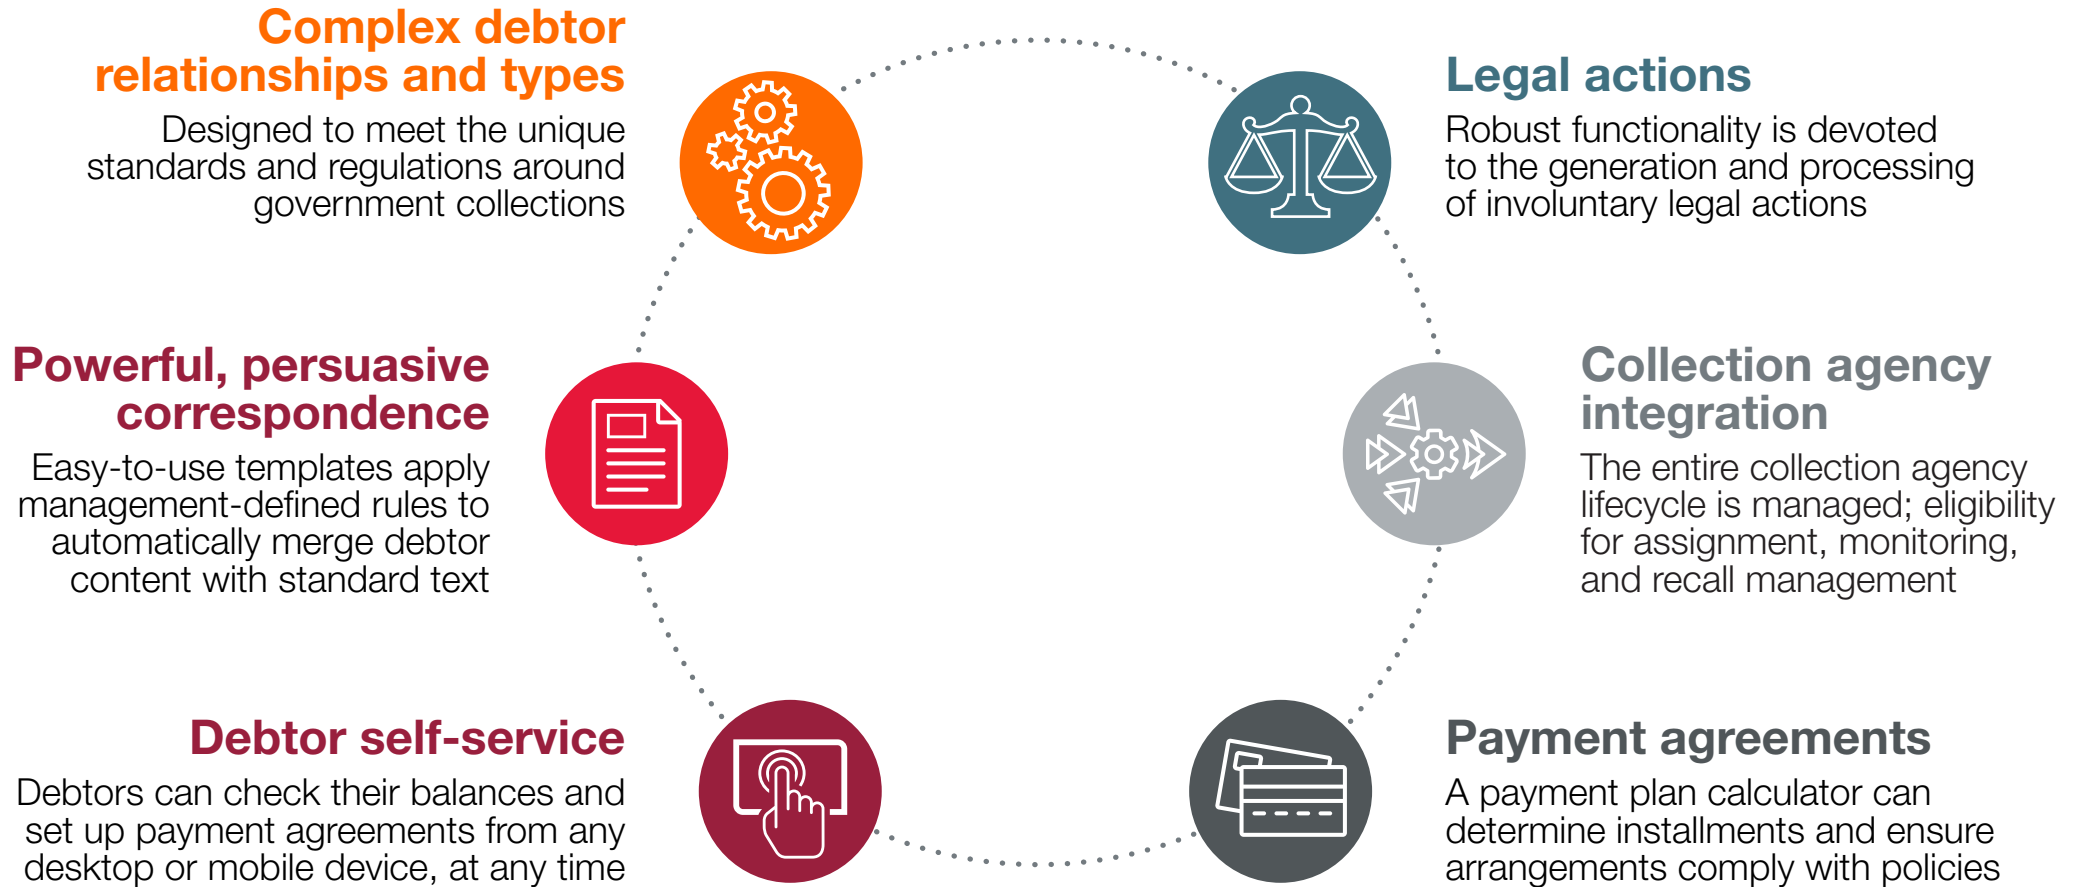 Complex debtor
relationships and types
Designed to meet the unique
standards and regulations around
government collections
Legal actions
Robust functionality is devoted
to the generation and processing
of involuntary legal actions
Powerful, persuasive
correspondence
Easy-to-use templates apply
management-defined rules to
automatically merge debtor
content with standard text
Collection agency
integration
The entire collection agency
lifecycle is managed; eligibility
for assignment, monitoring,
and recall management
Debtor self-service
Debtors can check their balances and
set up payment agreements from any
desktop or mobile device, at any time
Payment agreements
A payment plan calculator can
determine installments and ensure
arrangements comply with policies